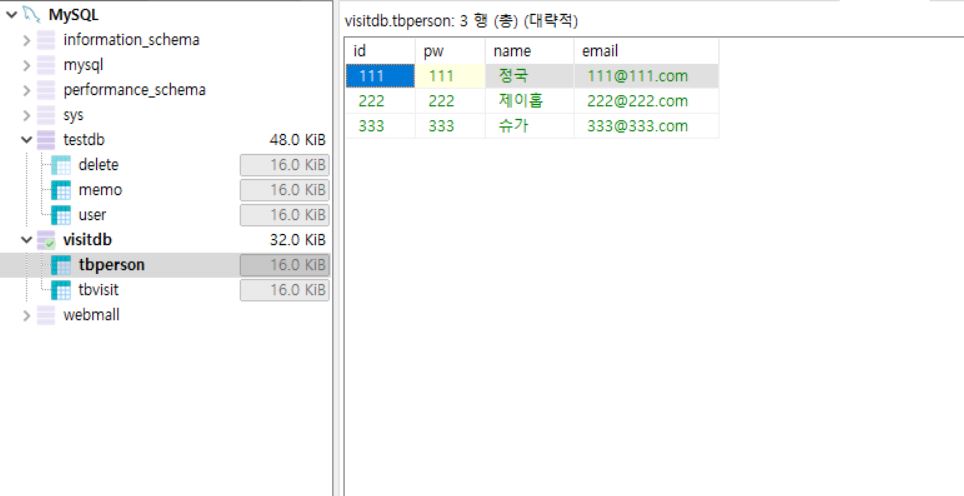 MySQL
information_schema
mysql
performance_schema
sys
testdb 48.0 KiB
delete 16.0 KiB
memo 16.0 KiB
user 16.0 KiB
visitdb 32.0 KiB
tbperson 16.0 KiB
tbvisit 16.0 KiB
webmall
visitdb.tbperson: 3 행 (총) (대략적)
id pw name email
111 111 정국 111@111.com
222 222 제이홉 222@222.com
333 333 슈가 333@333.com